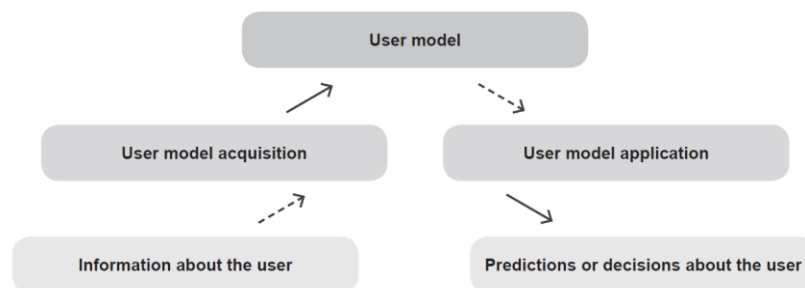 User model
User model acquisition
User model application
Information about the user
Predictions or decisions about the user